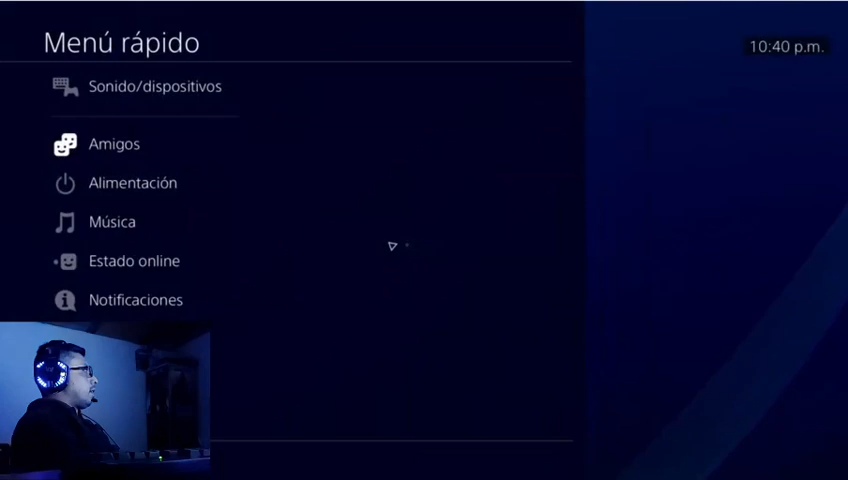 Menú rápido
10:40 p.m.
Sonido/dispositivos
Amigos
Alimentación
Música
Estado online
Notificaciones